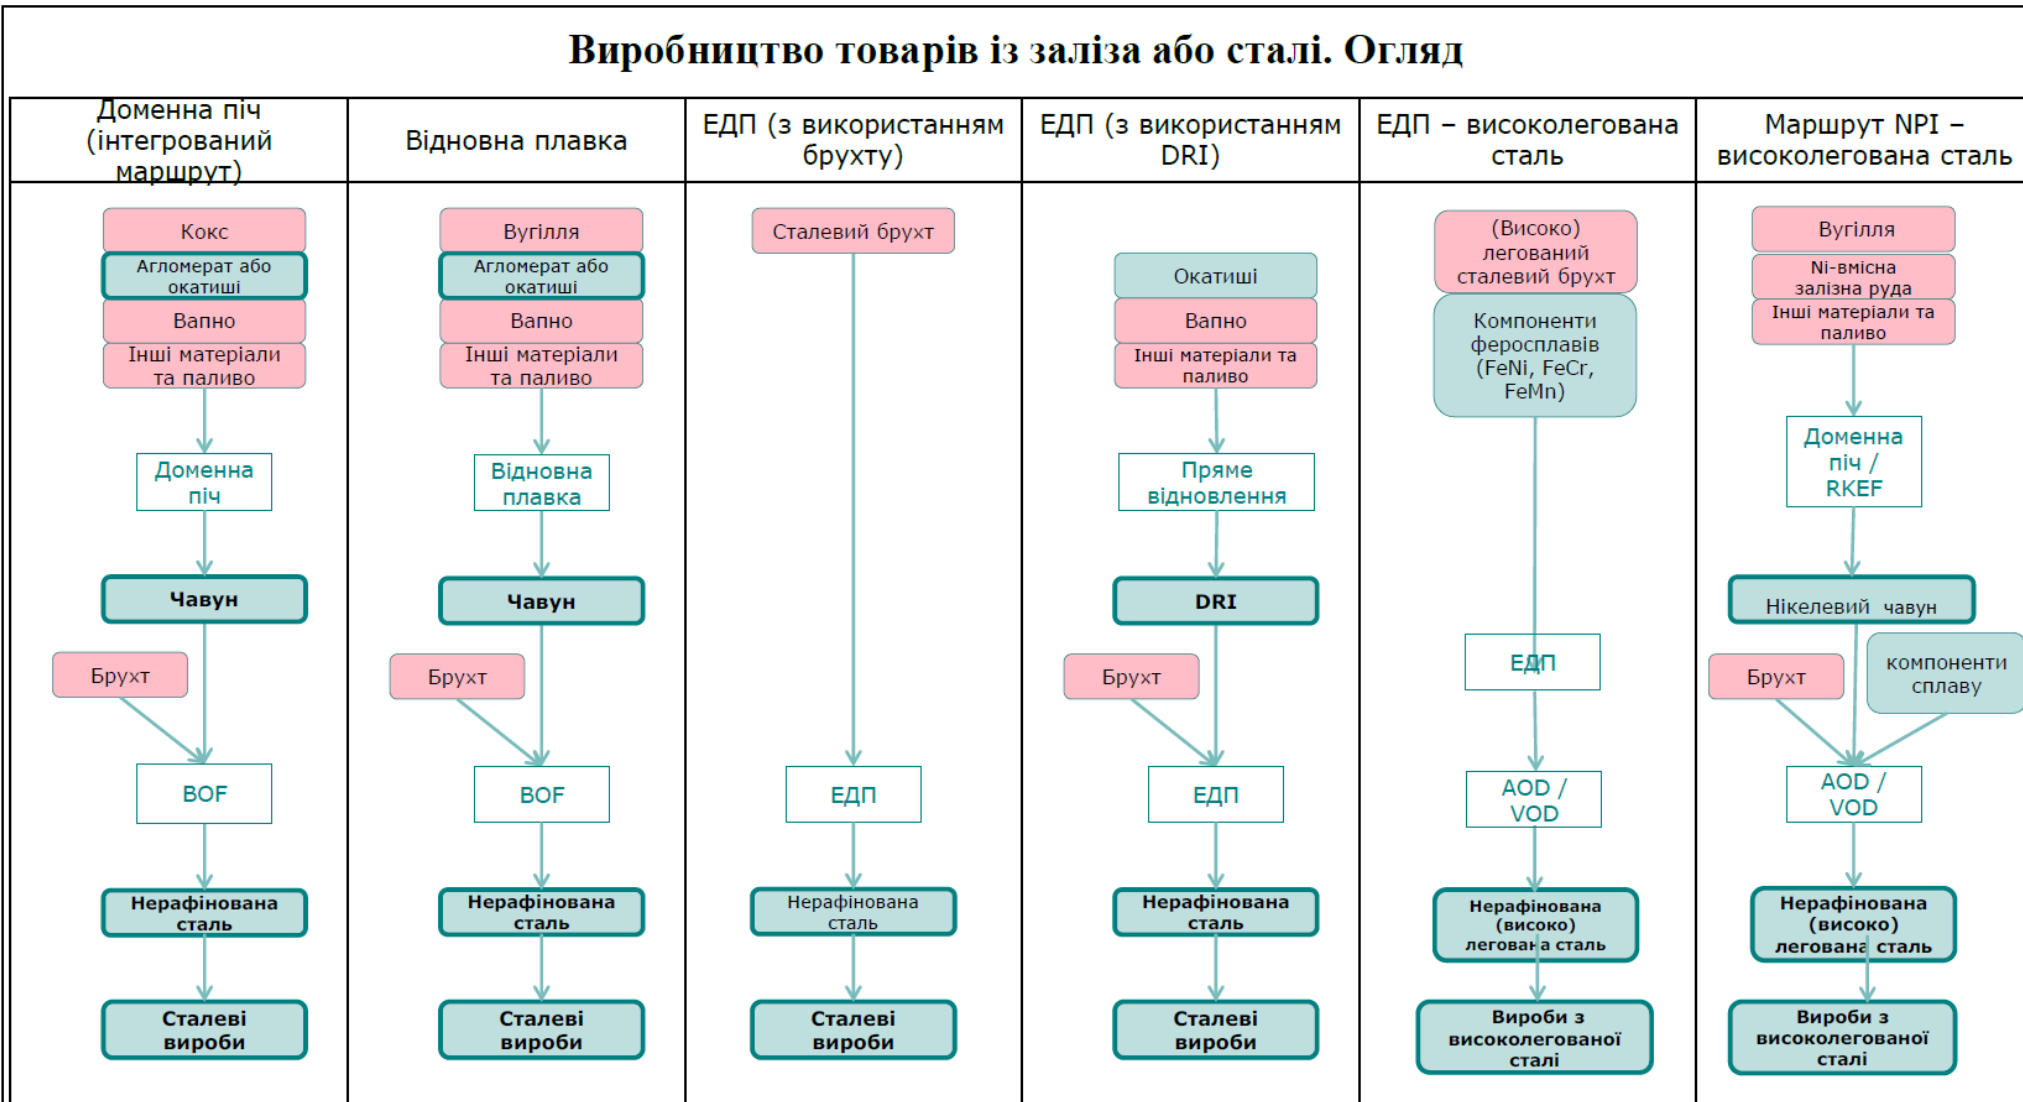 Виробництво товарів із заліза або сталі. Огляд
Доменна піч
(інтегрований
маршрут)
Відновна плавка
ЕДП (з використанням
брухту)
ЕДП (з використанням
DRI)
ЕДП – високолегована
сталь
Маршрут NPI –
високолегована сталь
Кокс
Агломерат або
окатиші
Вапно
Інші матеріали
та паливо
Доменна
піч
Чавун
Брухт
BOF
Нерафінована
сталь
Сталеві
вироби
Вугілля
Агломерат або
окатиші
Вапно
Інші матеріали
та паливо
Відновна
плавка
Чавун
Брухт
BOF
Нерафінована
сталь
Сталеві
вироби
Сталевий брухт
ЕДП
Нерафінована
сталь
Сталеві
вироби
Окатиші
Вапно
Інші матеріали та
паливо
Пряме
відновлення
DRI
Брухт
ЕДП
Нерафінована
сталь
Сталеві
вироби
(Високо)
легований
сталевий брухт
Компоненти
феросплавів
(FeNi, FeCr,
FeMn)
ЕДП
AOD /
VOD
Нерафінована
(високо)
легована сталь
Вироби з
високолегованої
сталі
Вугілля
Ni-вмісна
залізна руда
Інші матеріали та
паливо
Доменна
піч /
RKEF
Нікелевий чавун
Брухт
компоненти
сплаву
AOD /
VOD
Нерафінована
(високо)
легована сталь
Вироби з
високолегованої
сталі